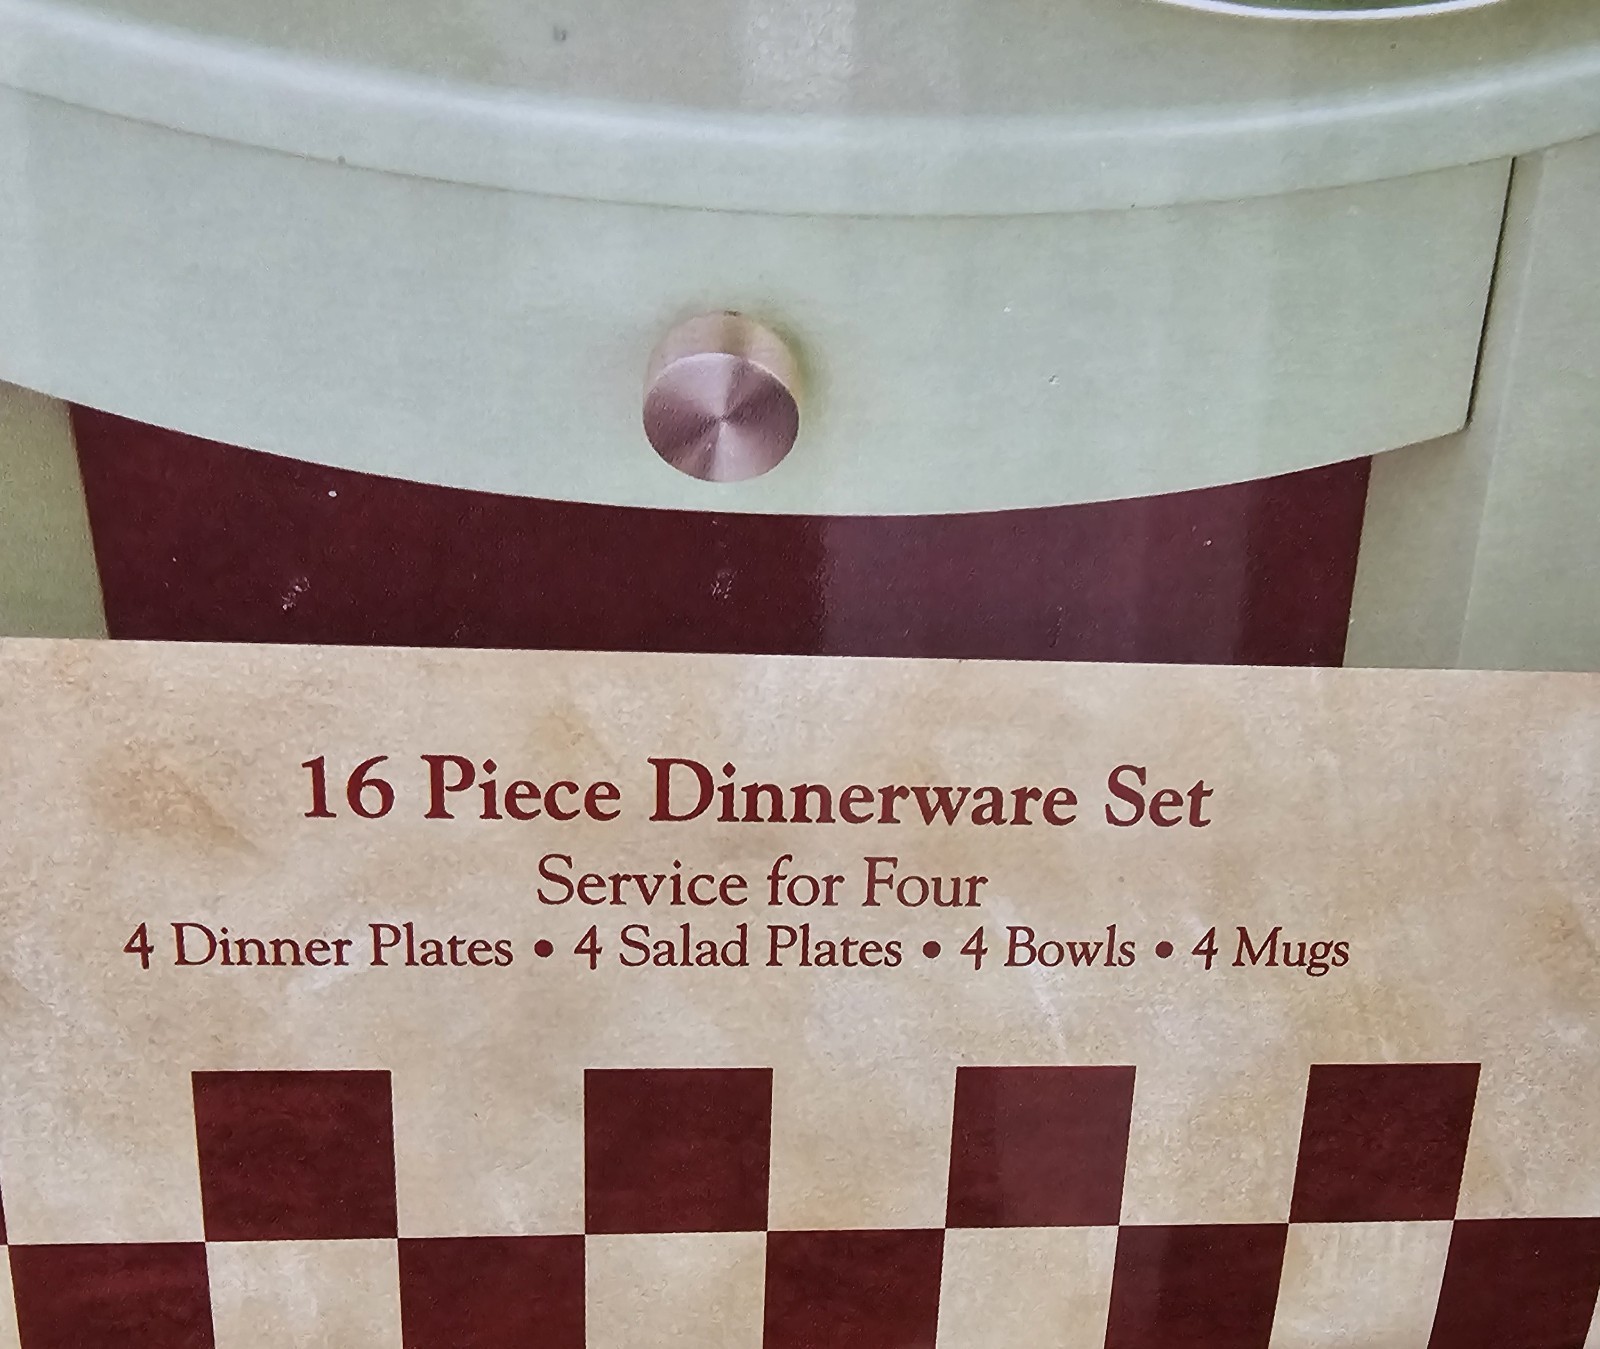 16 Piece Dinnerware Set
Service for Four
4 Dinner Plates • 4 Salad Plates • 4 Bowls • 4 Mugs